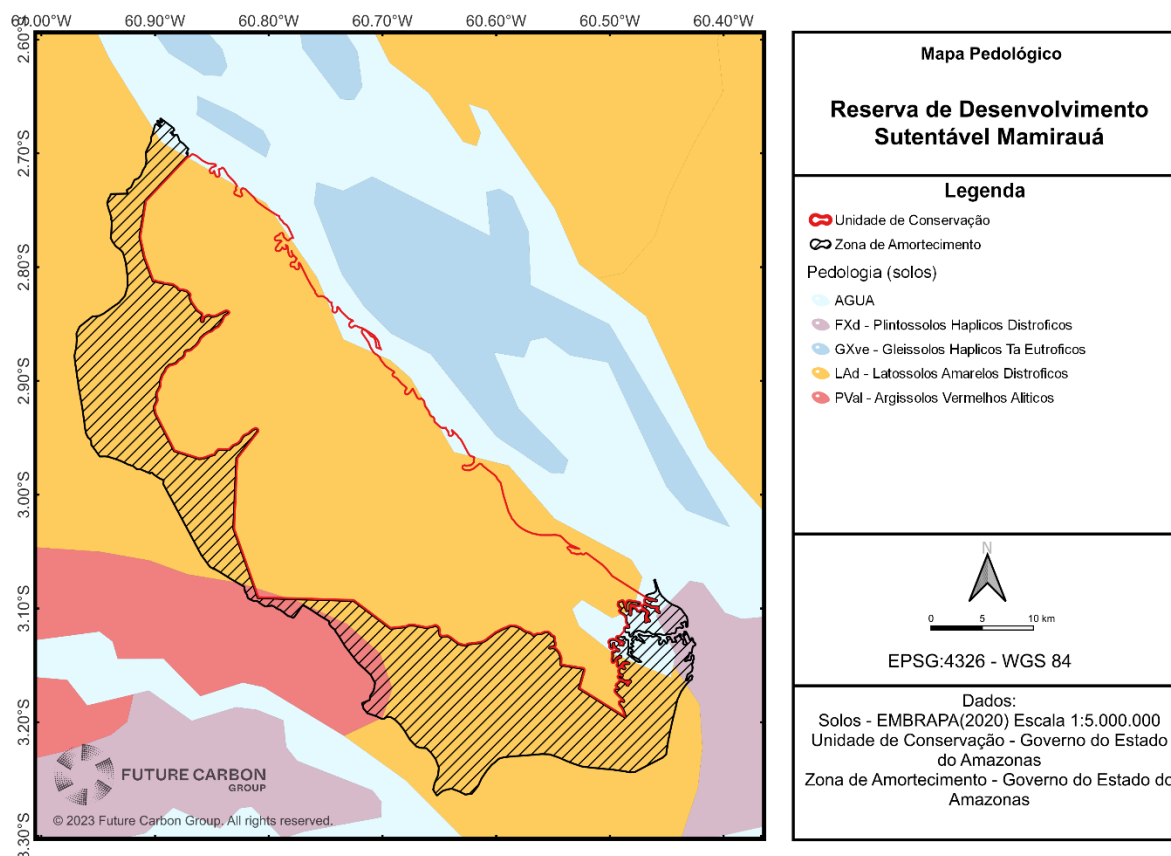 61.00°W 60.90°W 60.80°W 60.70°W 60.60°W 60.50°W 60.40°W
2.60°S
2.70°S
2.80°S
2.90°S
3.00°S
3.10°S
3.20°S
3.30°S
FUTURE CARBON
GROUP
© 2023 Future Carbon Group. All rights reserved.
Mapa Pedológico
Reserva de Desenvolvimento
Sutentável Mamirauá
Legenda
Unidade de Conservação
Zona de Amortecimento
Pedologia (solos)
AGUA
FXd - Plintossolos Haplicos Distroficos
GXve - Gleissolos Haplicos Ta Eutroficos
LAd - Latossolos Amarelos Distroficos
PVal - Argissolos Vermelhos Aliticos
N
0 5 10 km
EPSG:4326 - WGS 84
Dados:
Solos - EMBRAPA(2020) Escala 1:5.000.000
Unidade de Conservação - Governo do Estado
do Amazonas
Zona de Amortecimento - Governo do Estado do
Amazonas